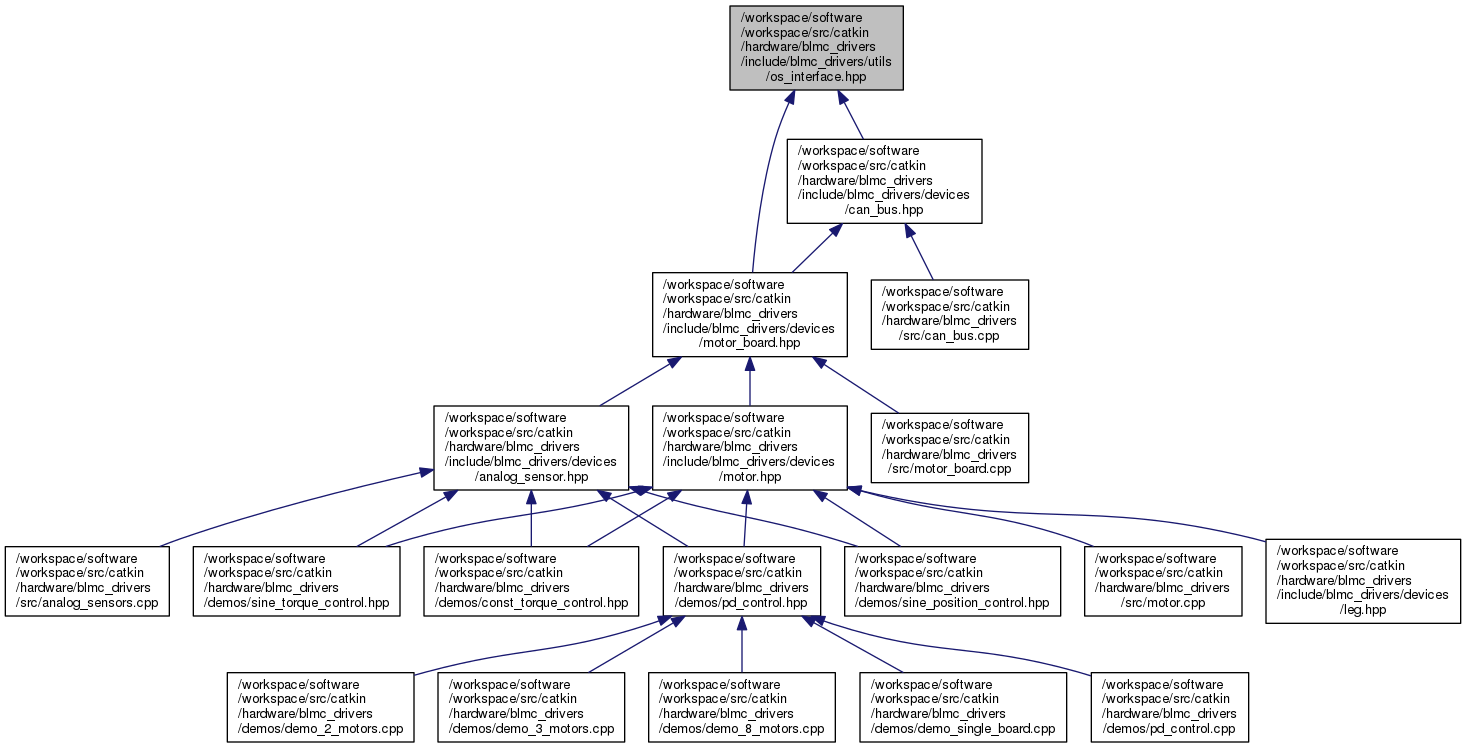 /workspace/software
/workspace/src/catkin
/hardware/blmc_drivers
/include/blmc_drivers/utils
/os_interface.hpp
/workspace/software
/workspace/src/catkin
/hardware/blmc_drivers
/include/blmc_drivers/devices
/can_bus.hpp
/workspace/software
/workspace/src/catkin
/hardware/blmc_drivers
/include/blmc_drivers/devices
/motor_board.hpp
/workspace/software
/workspace/src/catkin
/hardware/blmc_drivers
/src/can_bus.cpp
/workspace/software
/workspace/src/catkin
/hardware/blmc_drivers
/include/blmc_drivers/devices
/analog_sensor.hpp
/workspace/software
/workspace/src/catkin
/hardware/blmc_drivers
/include/blmc_drivers/devices
/motor.hpp
/workspace/software
/workspace/src/catkin
/hardware/blmc_drivers
/src/motor_board.cpp
/workspace/software
/workspace/src/catkin
/hardware/blmc_drivers
/src/analog_sensors.cpp
/workspace/software
/workspace/src/catkin
/hardware/blmc_drivers
/demos/sine_torque_control.hpp
/workspace/software
/workspace/src/catkin
/hardware/blmc_drivers
/demos/const_torque_control.hpp
/workspace/software
/workspace/src/catkin
/hardware/blmc_drivers
/demos/pd_control.hpp
/workspace/software
/workspace/src/catkin
/hardware/blmc_drivers
/demos/sine_position_control.hpp
/workspace/software
/workspace/src/catkin
/hardware/blmc_drivers
/src/motor.cpp
/workspace/software
/workspace/src/catkin
/hardware/blmc_drivers
/include/blmc_drivers/devices
/leg.hpp
/workspace/software
/workspace/src/catkin
/hardware/blmc_drivers
/demos/demo_2_motors.cpp
/workspace/software
/workspace/src/catkin
/hardware/blmc_drivers
/demos/demo_3_motors.cpp
/workspace/software
/workspace/src/catkin
/hardware/blmc_drivers
/demos/demo_8_motors.cpp
/workspace/software
/workspace/src/catkin
/hardware/blmc_drivers
/demos/demo_single_board.cpp
/workspace/software
/workspace/src/catkin
/hardware/blmc_drivers
/demos/pd_control.cpp